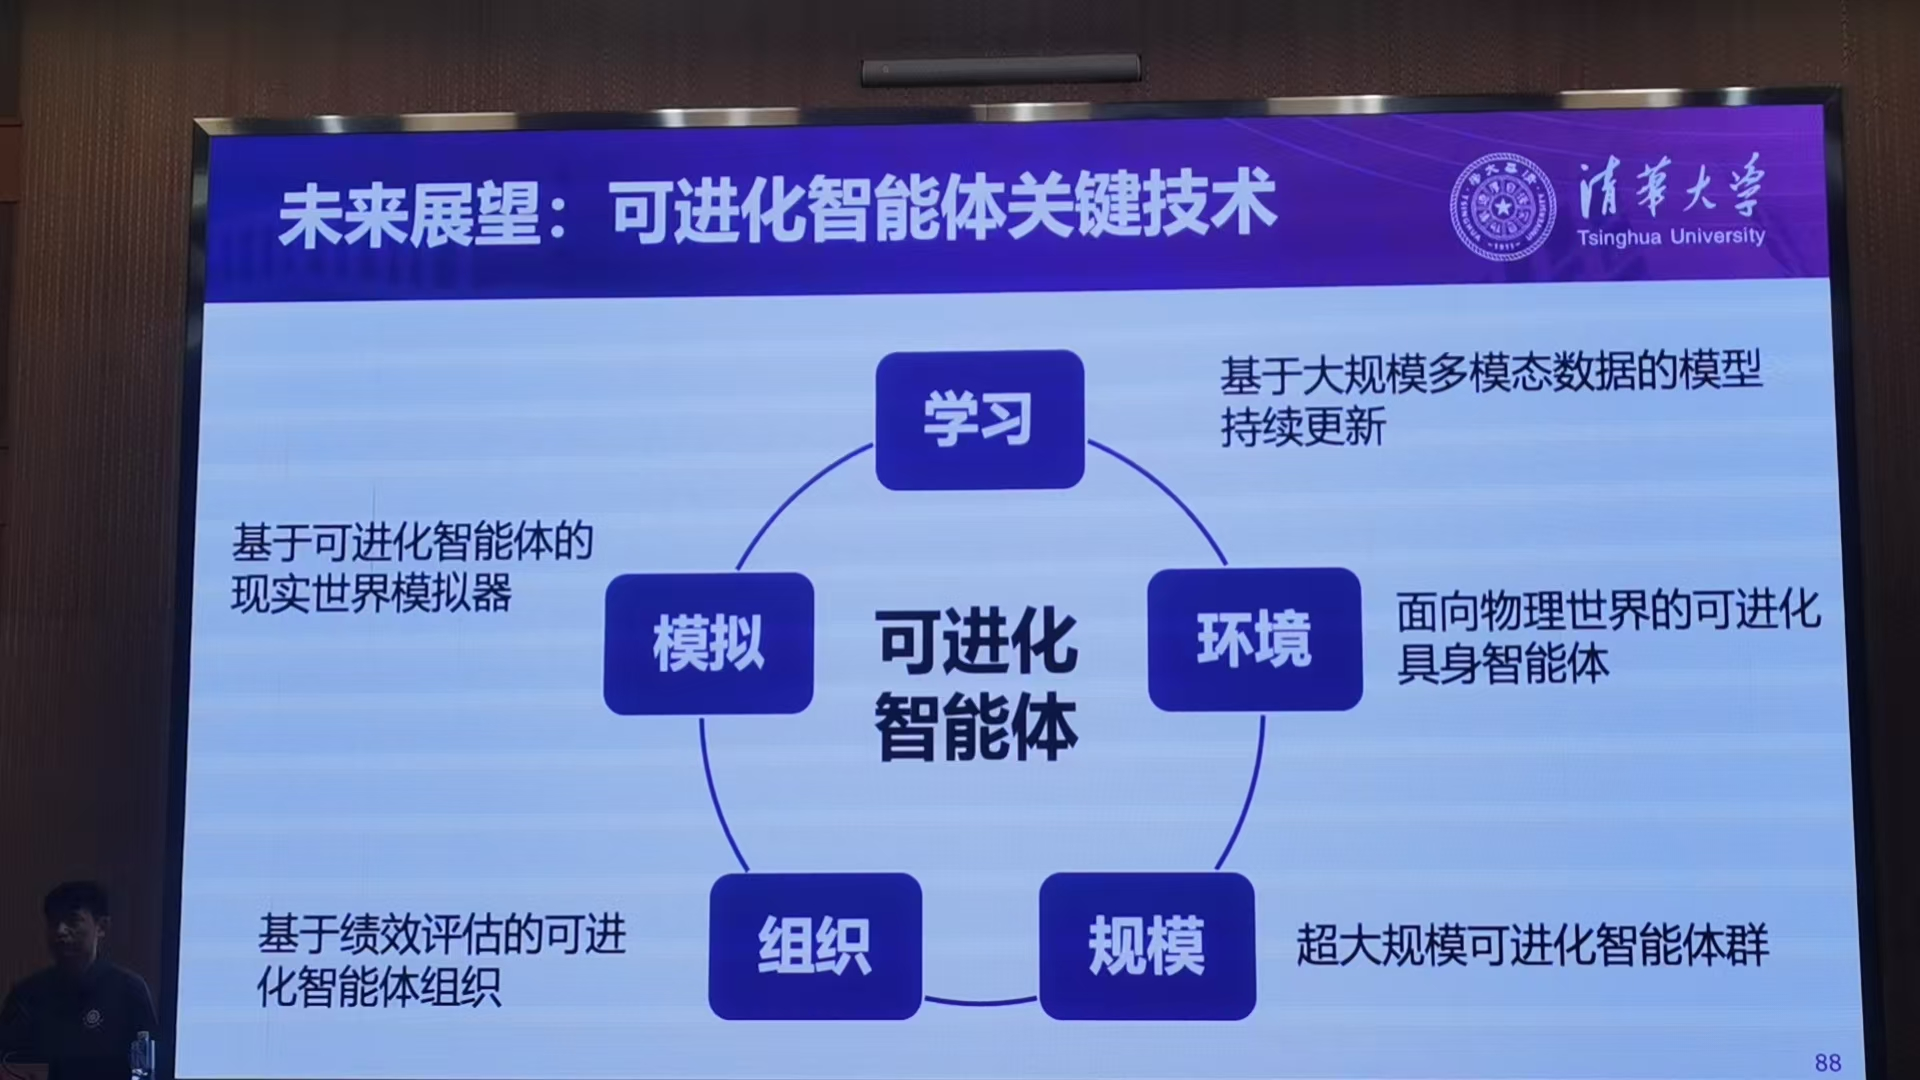 未来展望：可进化智能体关键技术
清华大学
Tsinghua University
学习
基于大规模多模态数据的模型
持续更新
基于可进化智能体的
现实世界模拟器
模拟
可进化
智能体
环境
面向物理世界的可进化
具身智能体
基于绩效评估的可进
化智能体组织
组织
规模
超大规模可进化智能体群
88